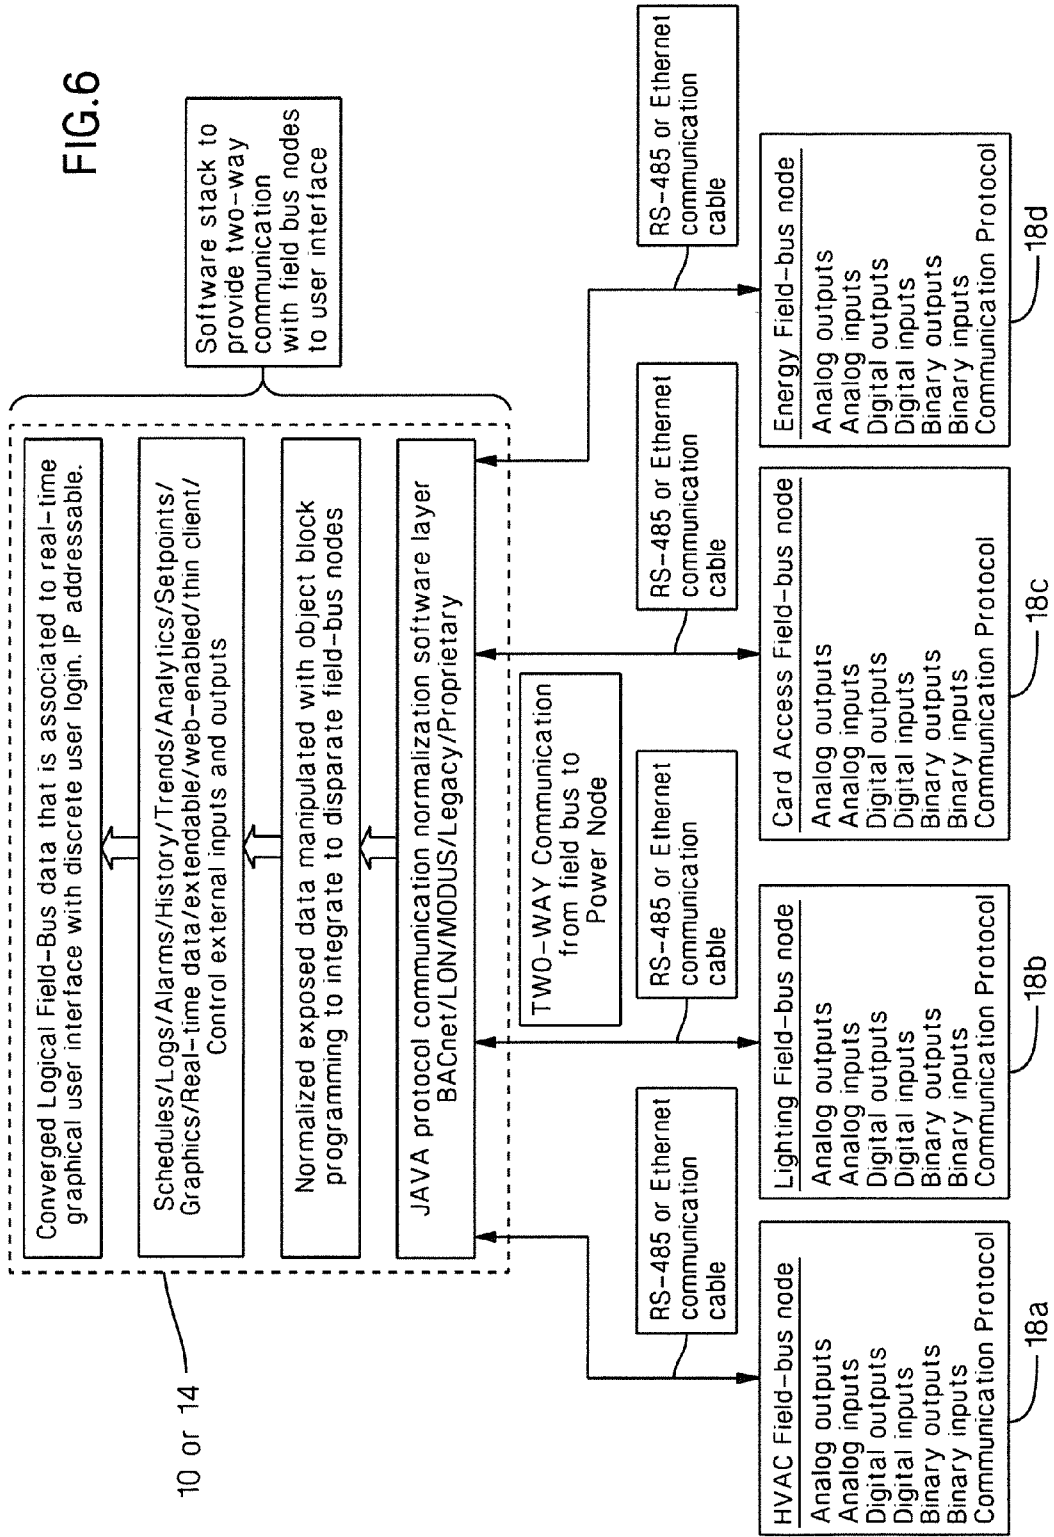 FIG.6
Software stack to
provide two-way
communication
with field bus nodes
to user interface
Converged Logical Field-Bus data that is associated to real-time
graphical user interface with discrete user login. IP addressable.
Schedules/Logs/Alarms/History/Trends/Analytics/Setpoints/
Graphics/Real-time data/extendable/web-enabled/thin client/
Control external inputs and outputs
Normalized exposed data manipulated with object block
programming to integrate to disparate field-bus nodes
JAVA protocol communication normalization software layer
BACnet/LON/MODUS/Legacy/Proprietary
10 or 14
TWO-WAY Communication
from field bus to
Power Node
RS-485 or Ethernet
communication
cable
RS-485 or Ethernet
communication
cable
RS-485 or Ethernet
communication
cable
RS-485 or Ethernet
communication
cable
HVAC Field-bus node
Analog outputs
Analog inputs
Digital outputs
Digital inputs
Binary outputs
Binary inputs
Communication Protocol
18a
Lighting Field-bus node
Analog outputs
Analog inputs
Digital outputs
Digital inputs
Binary outputs
Binary inputs
Communication Protocol
18b
Card Access Field-bus node
Analog outputs
Analog inputs
Digital outputs
Digital inputs
Binary outputs
Binary inputs
Communication Protocol
18c
Energy Field-bus node
Analog outputs
Analog inputs
Digital outputs
Digital inputs
Binary outputs
Binary inputs
Communication Protocol
18d